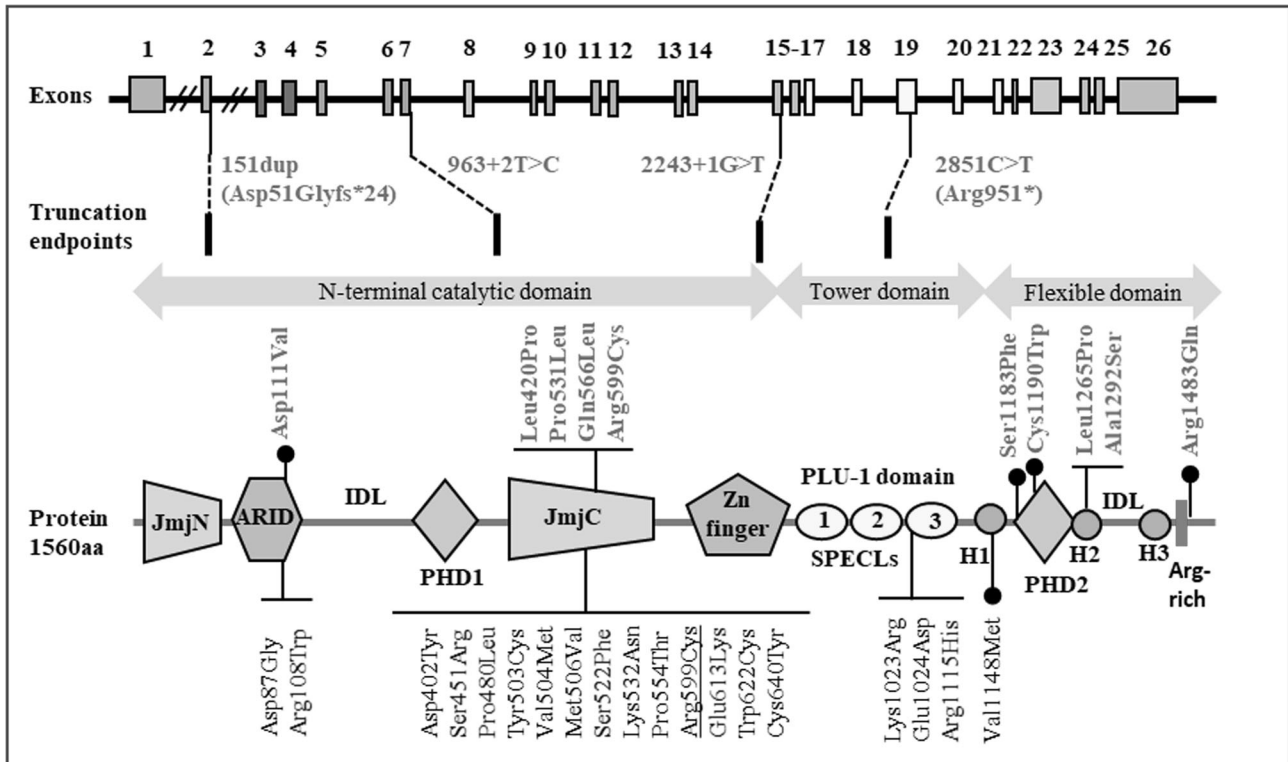 1 2 3 4 5 6 7 8 9 10 11 12 13 14 15-17 18 19 20 21 22 23 24 25 26
Exons
151dup
(Asp51Glyfs*24)
963+2T>C
2243+1G>T
2851C>T
(Arg951*)
Truncation
endpoints
N-terminal catalytic domain
Tower domain
Flexible domain
Asp111Val
Leu420Pro
Pro531Leu
Gln566Leu
Arg599Cys
Ser1183Phe
Cys1190Trp
Leu1265Pro
Ala1292Ser
Arg1483Gln
Protein
1560aa
JmjN
ARID
IDL
PHD1
JmjC
Zn
finger
PLU-1 domain
1 2 3
SPECLs
H1
PHD2
H2
IDL
H3
Arg-
rich
Asp87Gly
Arg108Trp
Asp402Tyr
Ser451Arg
Pro480Leu
Tyr503Cys
Val504Met
Met506Val
Ser522Phe
Lys532Asn
Pro554Thr
Arg599Cys
Glu613Lys
Trp622Cys
Cys640Tyr
Lys1023Arg
Glu1024Asp
Arg1115His
Val1148Met